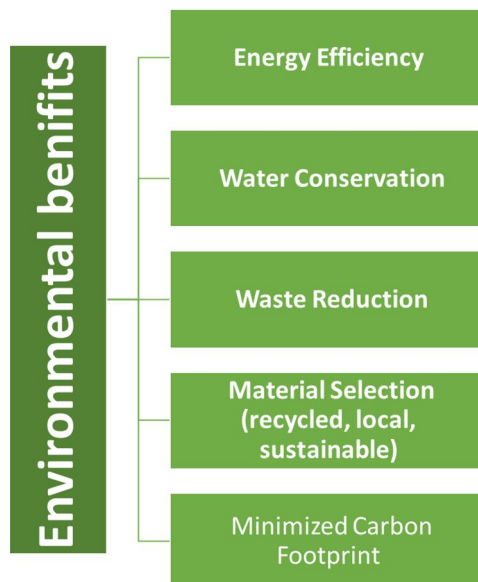 Environmental benifits
Energy Efficiency
Water Conservation
Waste Reduction
Material Selection
(recycled, local,
sustainable)
Minimized Carbon
Footprint